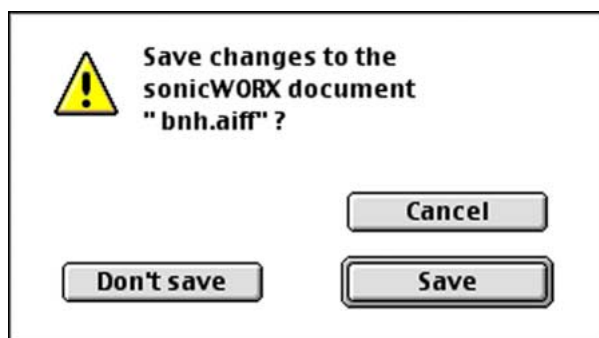 Save changes to the
sonicWORX document
"bnh.aiff" ?
Cancel
Don't save
Save